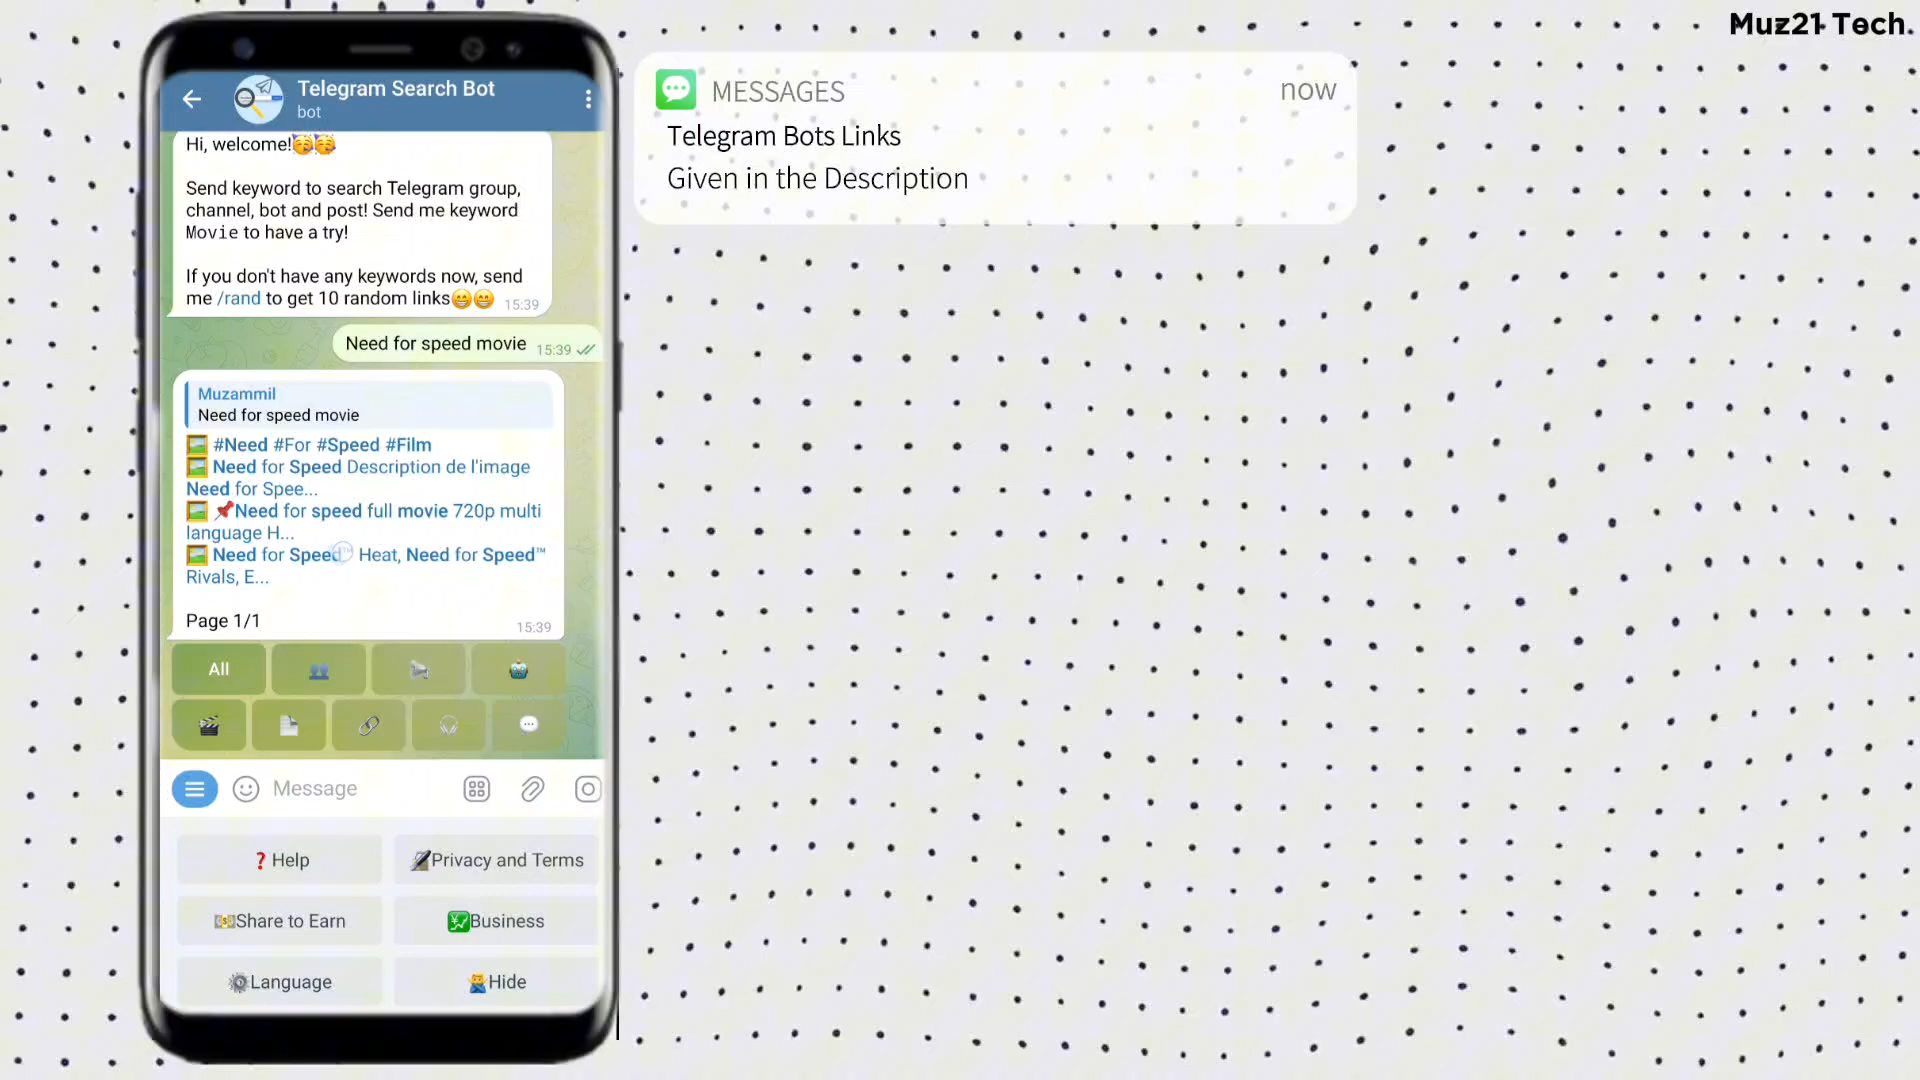 Muz21 Tech.
Telegram Search Bot
bot
Hi, welcome!🥳🥳
Send keyword to search Telegram group,
channel, bot and post! Send me keyword
Movie to have a try!
If you don't have any keywords now, send
me /rand to get 10 random links😁😁 15:39
Need for speed movie 15:39
Muzammil
Need for speed movie
🖼 #Need #For #Speed #Film
🖼 Need for Speed Description de l'image
Need for Spee...
🖼 📌Need for speed full movie 720p multi
language H...
🖼 Need for Speed™ Heat, Need for Speed™
Rivals, E...
Page 1/1
15:39
All
Message
❓Help
Privacy and Terms
Share to Earn
💹Business
Language
Hide
MESSAGES
now
Telegram Bots Links
Given in the Description